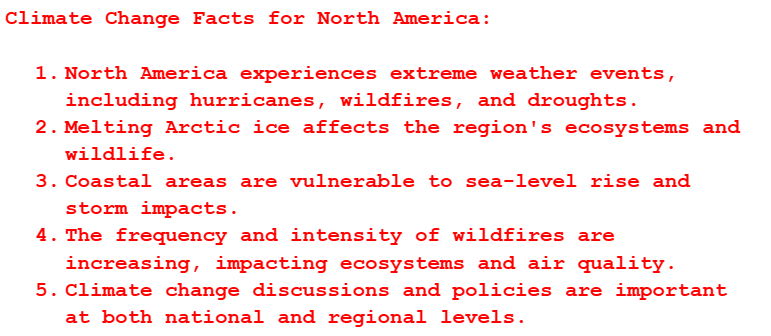 Climate Change Facts for North America:
1. North America experiences extreme weather events,
including hurricanes, wildfires, and droughts.
2. Melting Arctic ice affects the region's ecosystems and
wildlife.
3. Coastal areas are vulnerable to sea-level rise and
storm impacts.
4. The frequency and intensity of wildfires are
increasing, impacting ecosystems and air quality.
5. Climate change discussions and policies are important
at both national and regional levels.